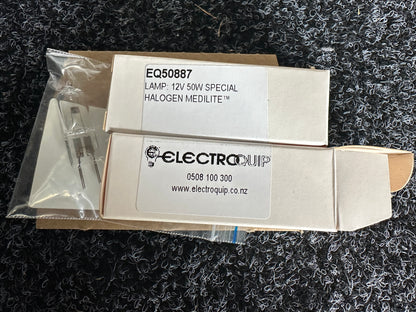 EQ50887
LAMP: 12V 50W SPECIAL
HALOGEN MEDILITE™
ELECTROQUIP
0508 100 300
www.electroquip.co.nz